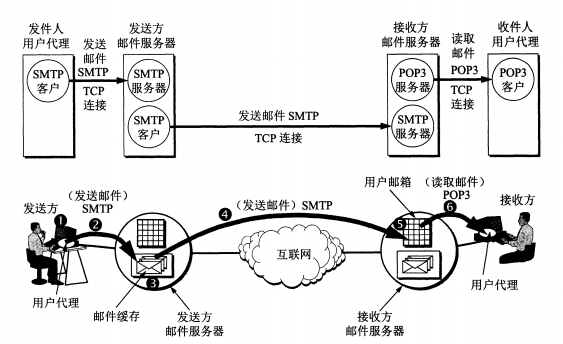 发件人
用户代理
发送方
邮件服务器
接收方
邮件服务器
收件人
用户代理
发送
邮件
SMTP
TCP
连接
读取
邮件
POP3
TCP
连接
SMTP
客户
SMTP
服务器
POP3
服务器
POP3
客户
SMTP
客户
发送邮件 SMTP
TCP 连接
SMTP
服务器
发送方
(发送邮件)
SMTP
(发送邮件) SMTP
用户邮箱
(读取邮件)
POP3
接收方
❶
❷
❸
❹
❺
❻
互联网
用户代理
邮件缓存
发送方
邮件服务器
接收方
邮件服务器
用户代理